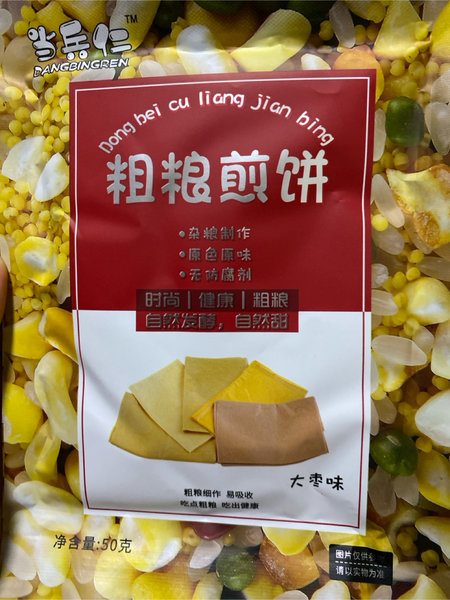 当兵仁™
DANGBINGREN
Dong bei cu liang jian bing
粗粮煎饼
·杂粮制作
·原色原味
·无防腐剂
时尚|健康|粗粮
自然发酵，自然甜
大枣味
粗粮细作 易吸收
吃点粗粮 吃出健康
净含量:50克
图片仅供
请以实物为准